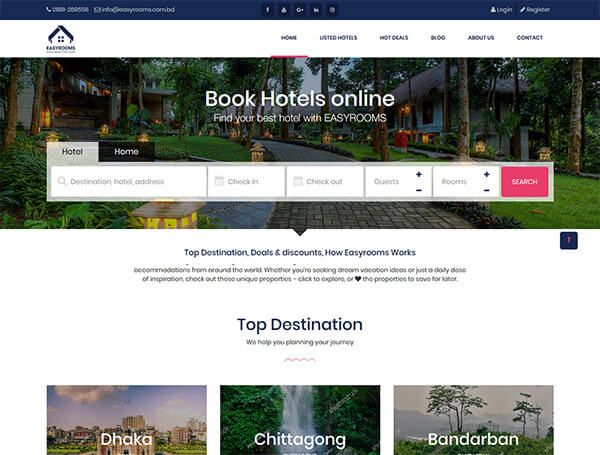 01811-289556 info@easyrooms.com.bd
Login Register
EASYROOMS
HOME LISTED HOTELS HOT DEALS BLOG ABOUT US CONTACT
Book Hotels online
Find your best hotel with EASYROOMS
Hotel Home
Destination, hotel, address Check in Check out Guests + − Rooms + − SEARCH
Top Destination, Deals & discounts, How Easyrooms Works
accommodations from around the world. Whether you're seeking dream vacation ideas or just a daily dose
of inspiration, check out these unique properties – click to explore, or ♥ the properties to save for later.
Top Destination
We help you planning your journey
Dhaka Chittagong Bandarban